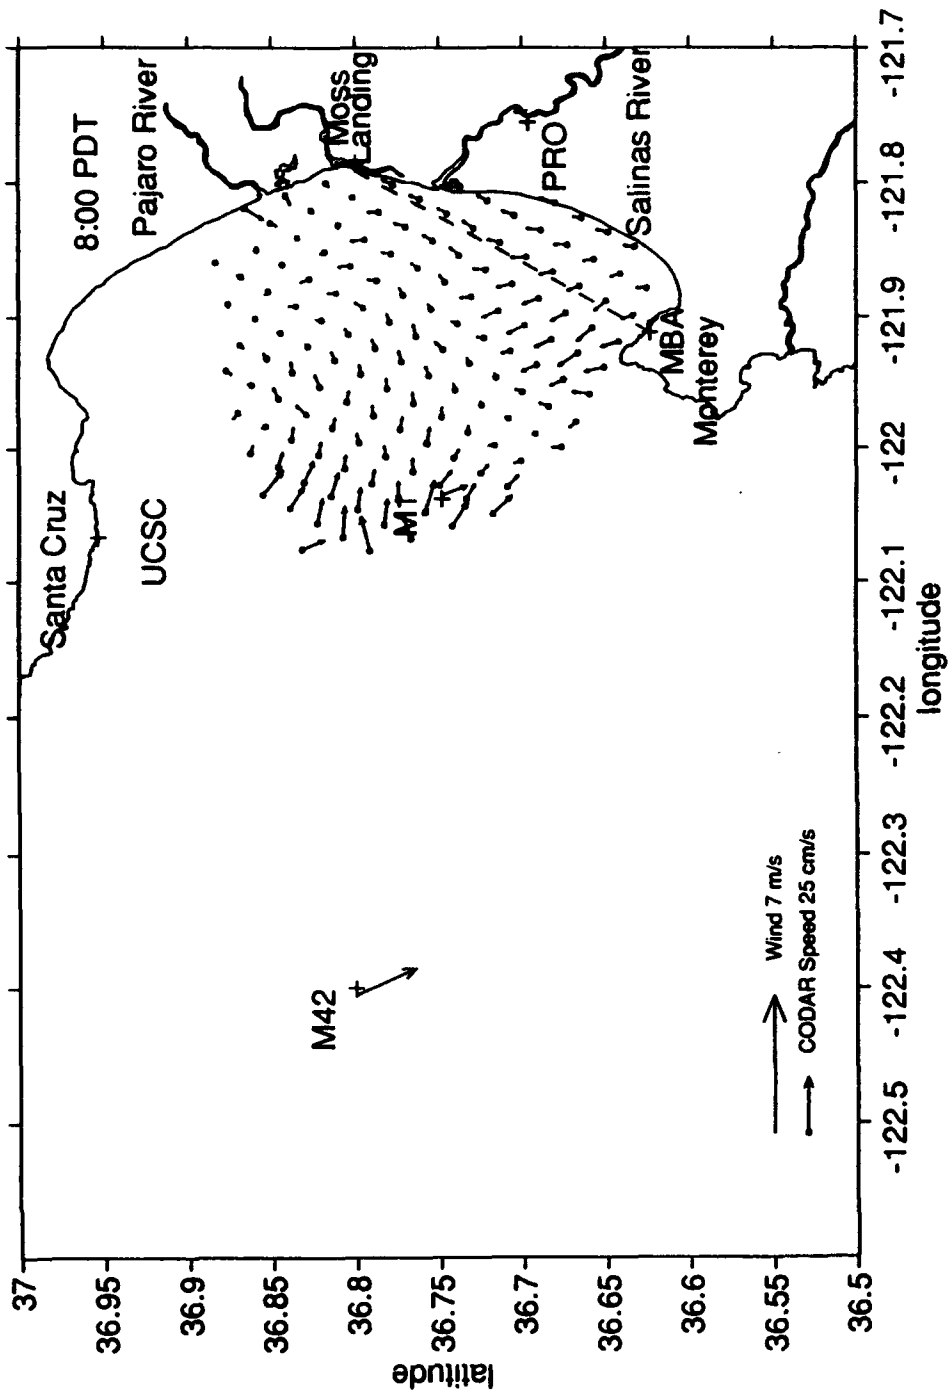 8:00 PDT
Santa Cruz
UCSC
Pajaro River
Moss
Landing
M42
MT
PRO
Salinas River
MBA
Monterey
Wind 7 m/s
CODAR Speed 25 cm/s
latitude
37
36.95
36.9
36.85
36.8
36.75
36.7
36.65
36.6
36.55
36.5
-122.5
-122.4
-122.3
-122.2
-122.1
-122
-121.9
-121.8
-121.7
longitude